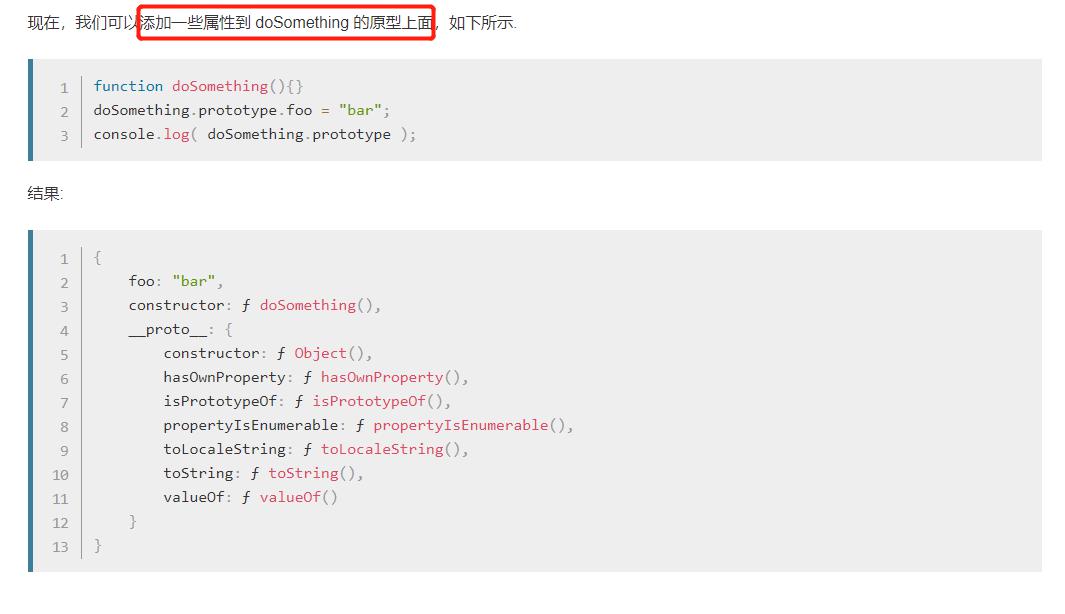 现在，我们可以添加一些属性到 doSomething 的原型上面，如下所示.
1 function doSomething(){}
2 doSomething.prototype.foo = "bar";
3 console.log( doSomething.prototype );
结果:
1 {
2     foo: "bar",
3     constructor: ƒ doSomething(),
4     __proto__: {
5         constructor: ƒ Object(),
6         hasOwnProperty: ƒ hasOwnProperty(),
7         isPrototypeOf: ƒ isPrototypeOf(),
8         propertyIsEnumerable: ƒ propertyIsEnumerable(),
9         toLocaleString: ƒ toLocaleString(),
10         toString: ƒ toString(),
11         valueOf: ƒ valueOf()
12     }
13 }